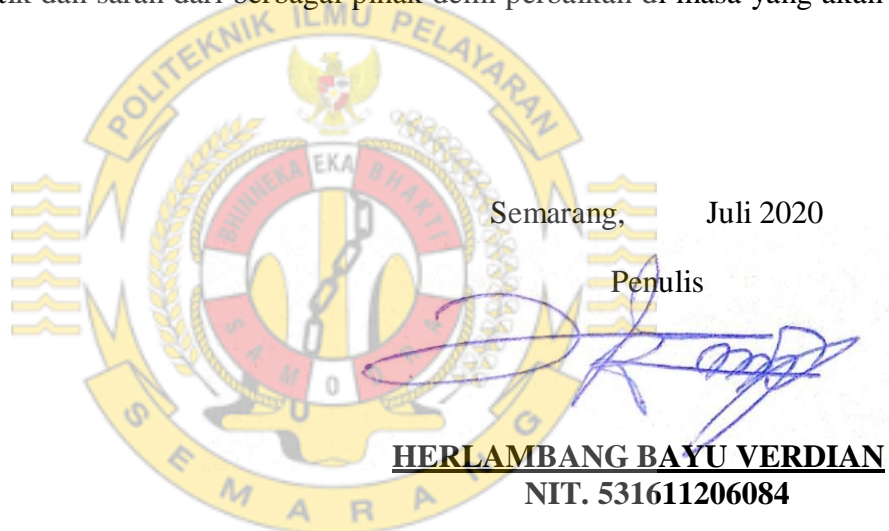 dan saran dari berbagai pihak demi perbaikan di masa yang akan
POLITEKNIK ILMU PELAYARAN
BHINNEKA EKA BHAKTI
SAMODRA
SEMARANG
Semarang, Juli 2020
Penulis
HERLAMBANG BAYU VERDIAN
NIT. 531611206084